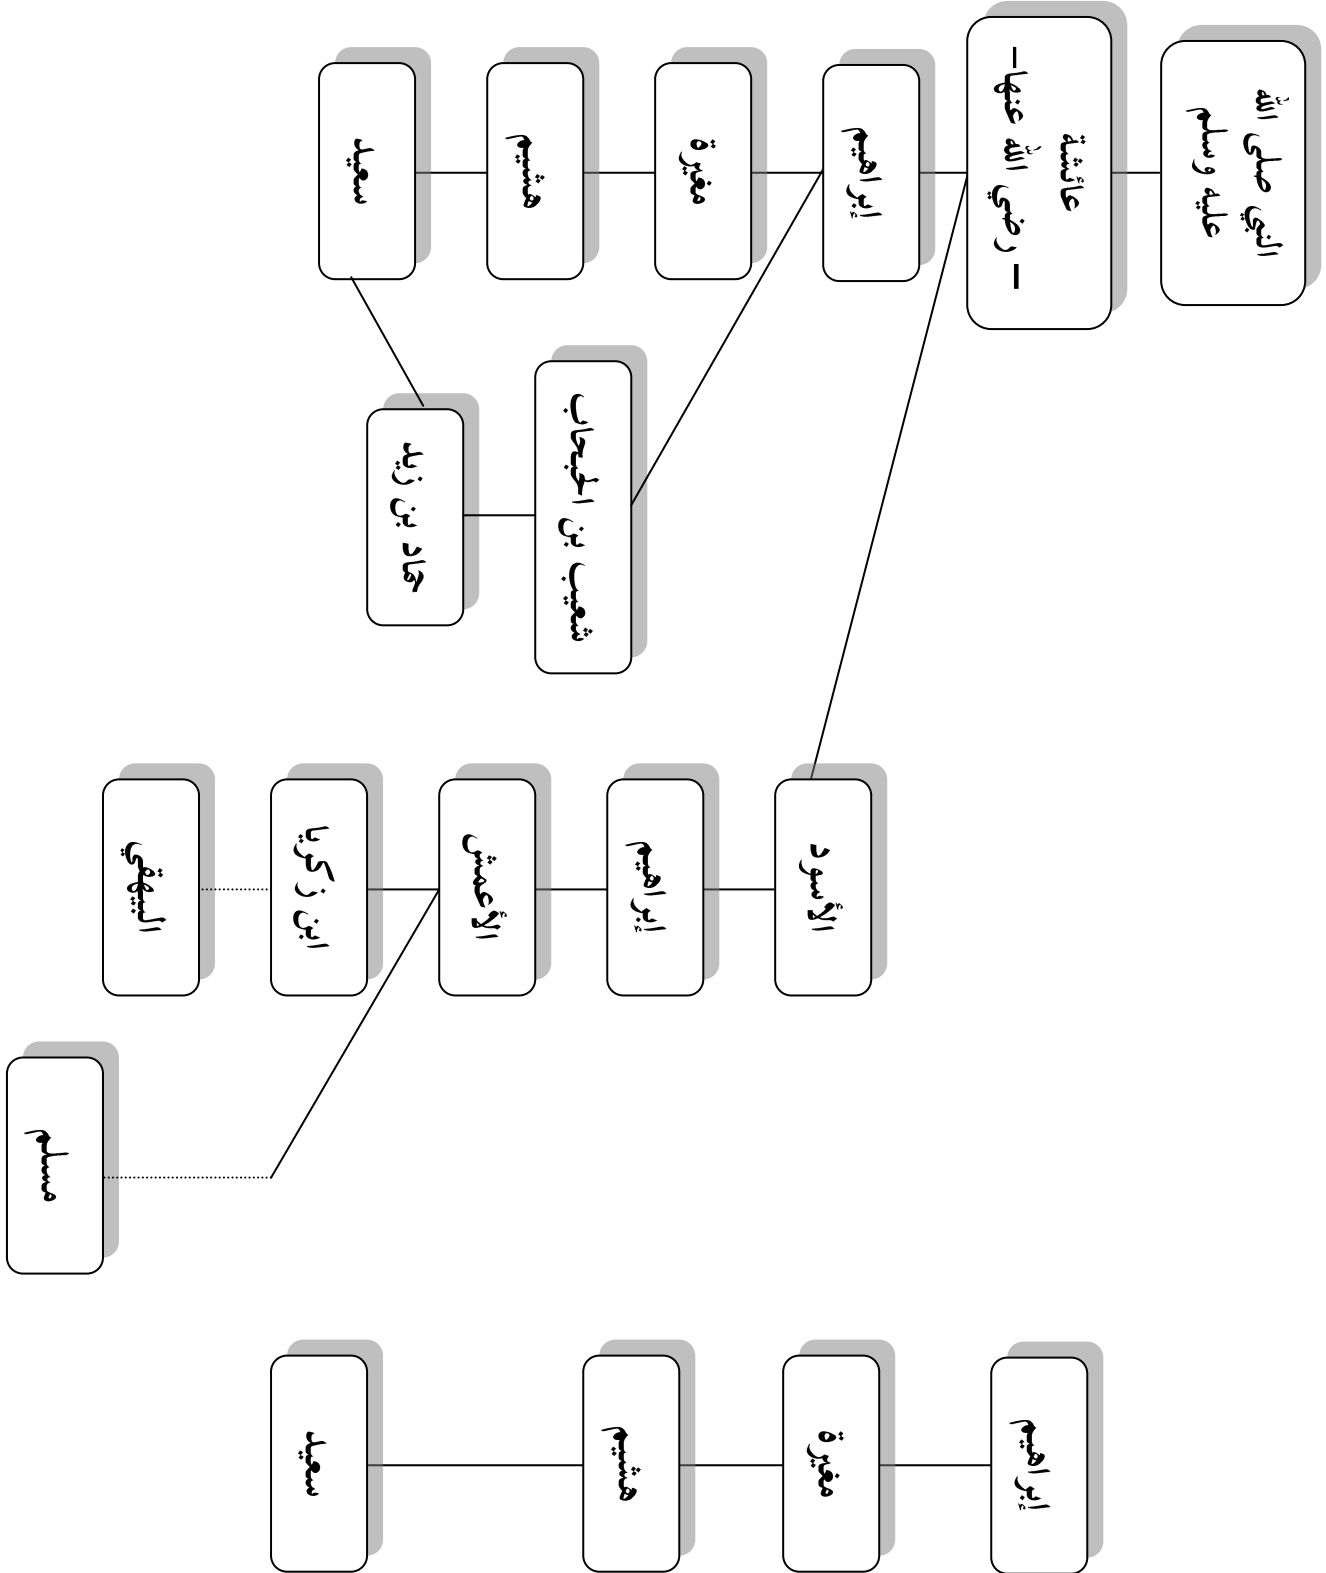 النبي صلى الله
عليه وسلم
عائشة
– رضي الله عنها –
إبراهيم
مغيرة
هشيم
سعيد
شعيب بن الحبحاب
حماد بن زيد
الأسود
إبراهيم
الأعمش
ابن زكريا
البيهقي
مسلم
إبراهيم
مغيرة
هشيم
سعيد